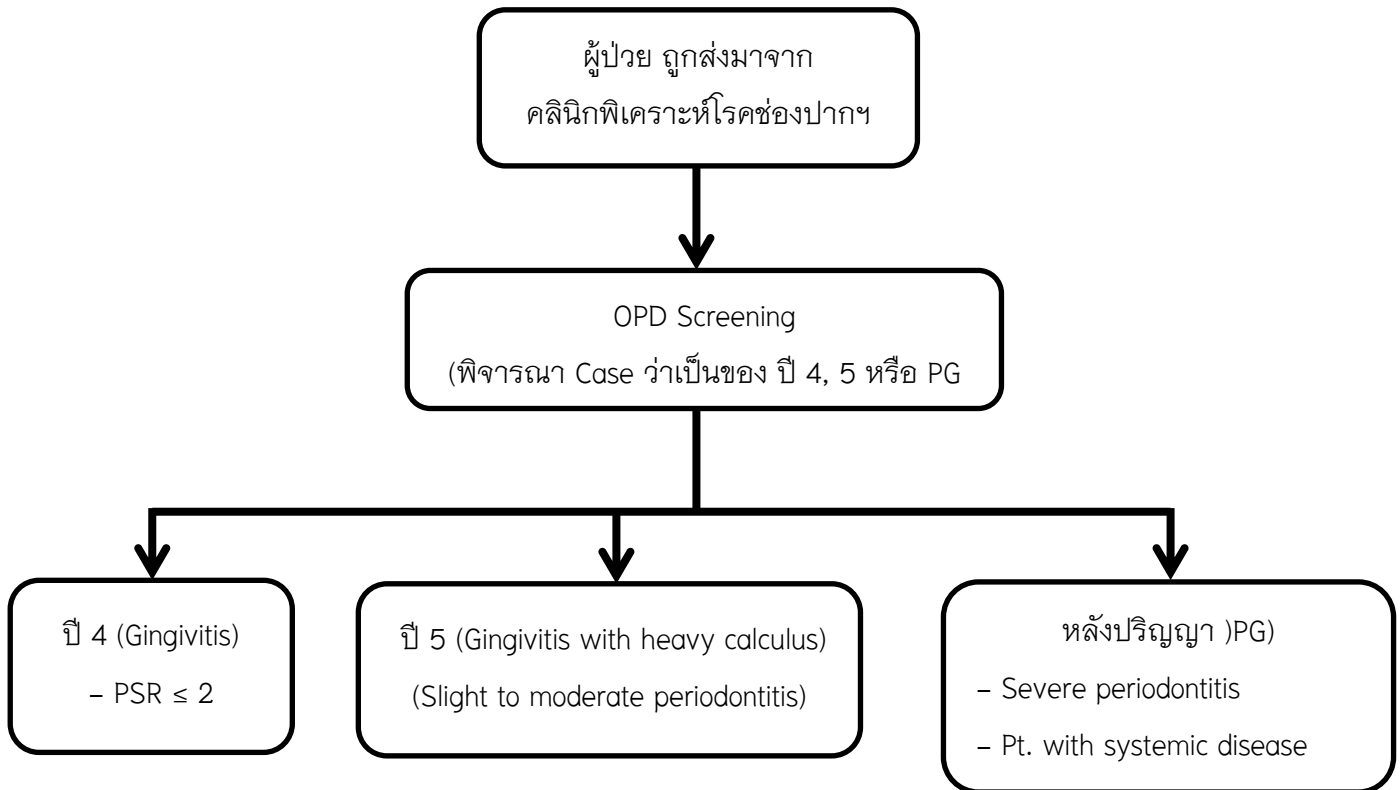 ผู้ป่วย ถูกส่งมาจาก
คลินิกพิเคราะห์โรคช่องปากฯ
OPD Screening
(พิจารณา Case ว่าเป็นของ ปี 4, 5 หรือ PG
ปี 4 (Gingivitis)
– PSR ≤ 2
ปี 5 (Gingivitis with heavy calculus)
(Slight to moderate periodontitis)
หลังปริญญา )PG)
– Severe periodontitis
– Pt. with systemic disease